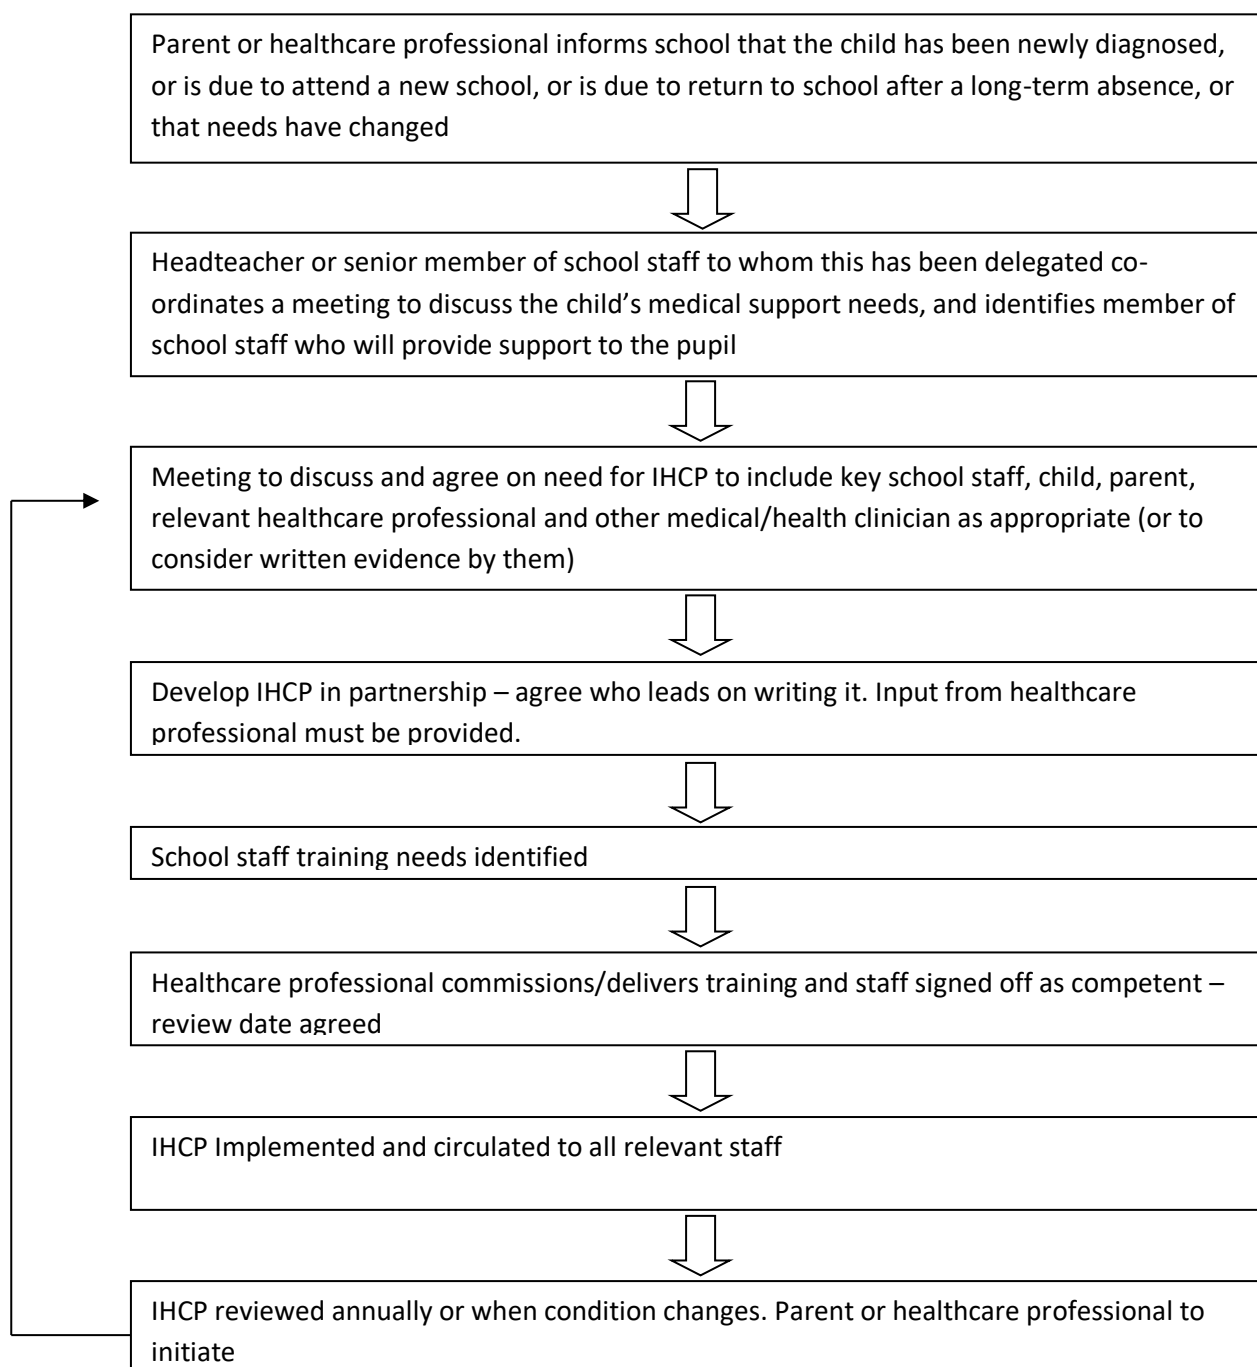 Parent or healthcare professional informs school that the child has been newly diagnosed,
or is due to attend a new school, or is due to return to school after a long-term absence, or
that needs have changed
Headteacher or senior member of school staff to whom this has been delegated co-
ordinates a meeting to discuss the child’s medical support needs, and identifies member of
school staff who will provide support to the pupil
Meeting to discuss and agree on need for IHCP to include key school staff, child, parent,
relevant healthcare professional and other medical/health clinician as appropriate (or to
consider written evidence by them)
Develop IHCP in partnership – agree who leads on writing it. Input from healthcare
professional must be provided.
School staff training needs identified
Healthcare professional commissions/delivers training and staff signed off as competent –
review date agreed
IHCP Implemented and circulated to all relevant staff
IHCP reviewed annually or when condition changes. Parent or healthcare professional to
initiate